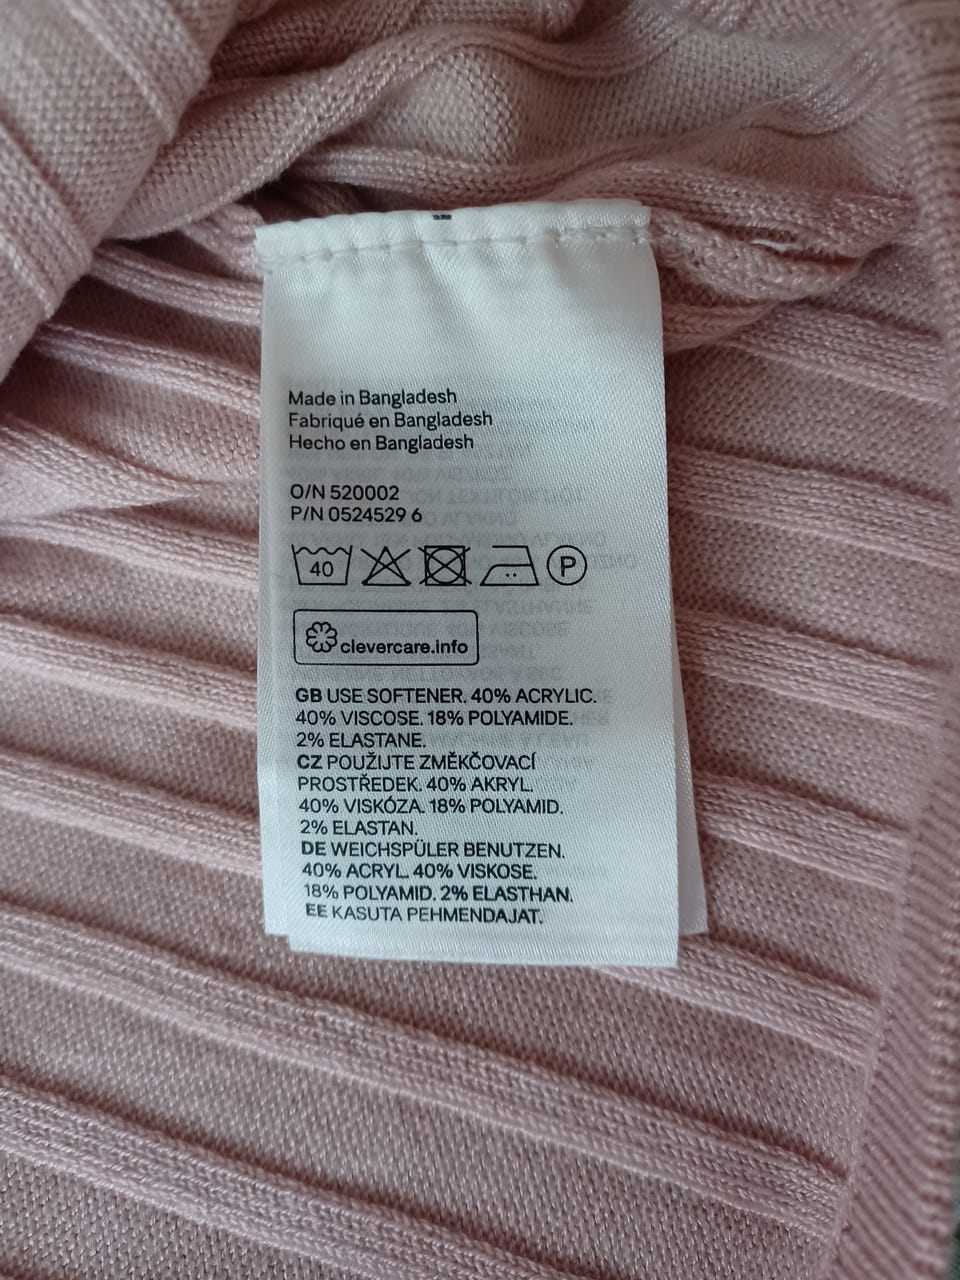 Made in Bangladesh
Fabriqué en Bangladesh
Hecho en Bangladesh
O/N 520002
P/N 0524529 6
40 P
clevercare.info
GB USE SOFTENER. 40% ACRYLIC.
40% VISCOSE. 18% POLYAMIDE.
2% ELASTANE.
CZ POUŽIJTE ZMĚKČOVACÍ
PROSTŘEDEK. 40% AKRYL.
40% VISKÓZA. 18% POLYAMID.
2% ELASTAN.
DE WEICHSPÜLER BENUTZEN.
40% ACRYL. 40% VISKOSE.
18% POLYAMID. 2% ELASTHAN.
EE KASUTA PEHMENDAJAT.